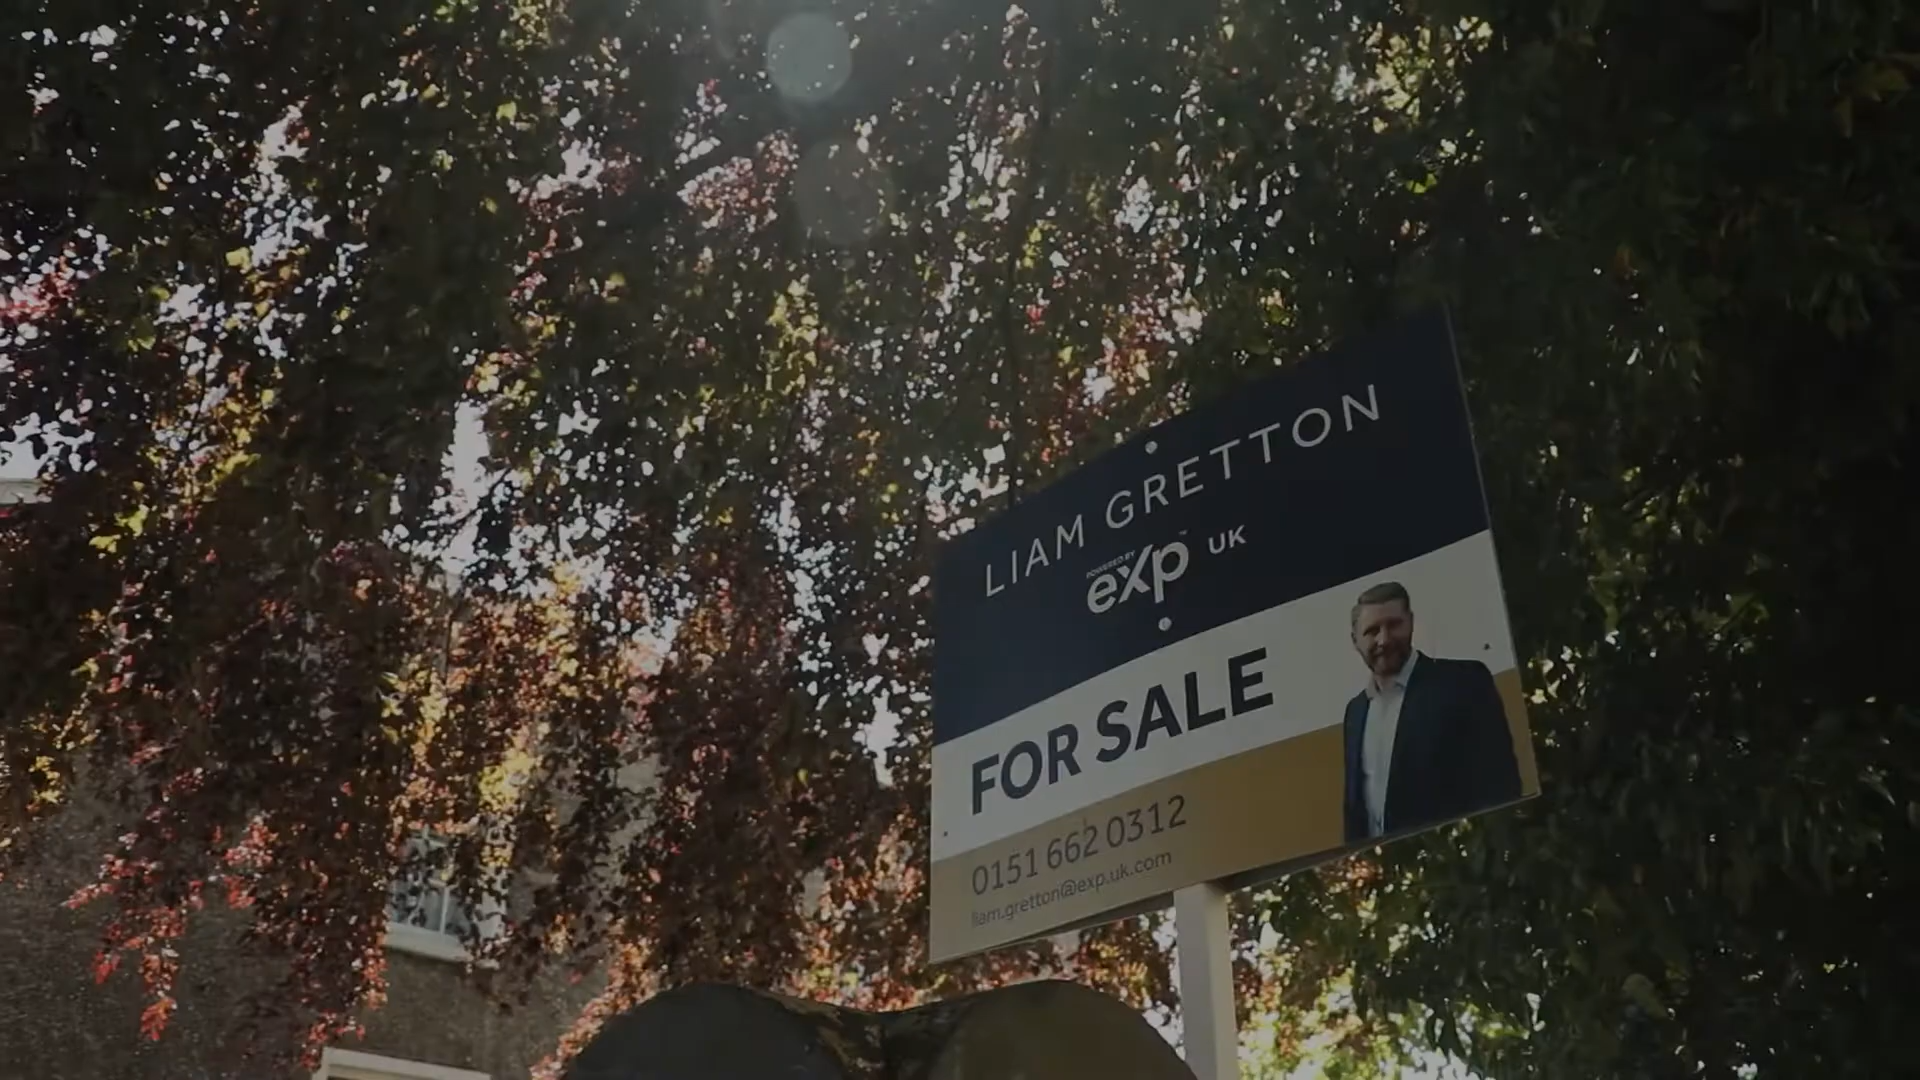 LIAM GRETTON
POWERED BY
eXp UK
FOR SALE
0151 662 0312
liam.gretton@exp.uk.com